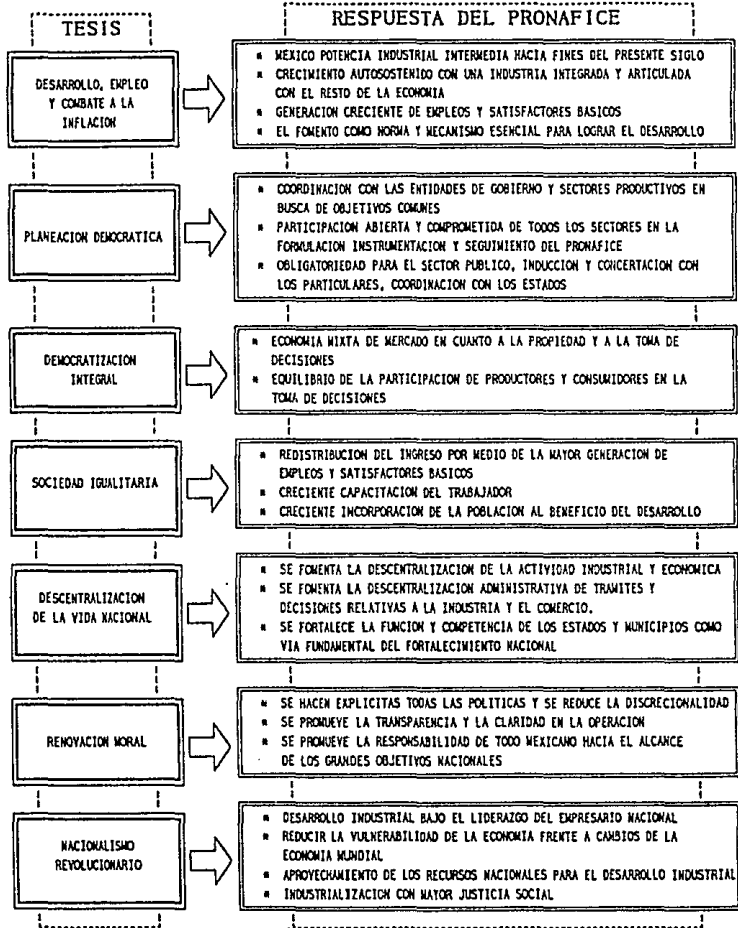 TESIS
RESPUESTA DEL PRONAFICE
DESARROLLO, EMPLEO
Y COMBATE A LA
INFLACION
* MEXICO POTENCIA INDUSTRIAL INTERMEDIA HACIA FINES DEL PRESENTE SIGLO
* CRECIMIENTO AUTOSOSTENIDO CON UNA INDUSTRIA INTEGRADA Y ARTICULADA
CON EL RESTO DE LA ECONOMIA
* GENERACION CRECIENTE DE EMPLEOS Y SATISFACTORES BASICOS
* EL FOMENTO COMO NORMA Y MECANISMO ESENCIAL PARA LOGRAR EL DESARROLLO
PLANEACION DEMOCRATICA
* COORDINACION CON LAS ENTIDADES DE GOBIERNO Y SECTORES PRODUCTIVOS EN
BUSCA DE OBJETIVOS COMUNES
* PARTICIPACION ABIERTA Y COMPROMETIDA DE TODOS LOS SECTORES EN LA
FORMULACION INSTRUMENTACION Y SEGUIMIENTO DEL PRONAFICE
* OBLIGATORIEDAD PARA EL SECTOR PUBLICO, INDUCCION Y CONCERTACION CON
LOS PARTICULARES, COORDINACION CON LOS ESTADOS
DEMOCRATIZACION
INTEGRAL
* ECONOMIA MIXTA DE MERCADO EN CUANTO A LA PROPIEDAD Y A LA TOMA DE
DECISIONES
* EQUILIBRIO DE LA PARTICIPACION DE PRODUCTORES Y CONSUMIDORES EN LA
TOMA DE DECISIONES
SOCIEDAD IGUALITARIA
* REDISTRIBUCION DEL INGRESO POR MEDIO DE LA MAYOR GENERACION DE
EMPLEOS Y SATISFACTORES BASICOS
* CRECIENTE CAPACITACION DEL TRABAJADOR
* CRECIENTE INCORPORACION DE LA POBLACION AL BENEFICIO DEL DESARROLLO
DESCENTRALIZACION
DE LA VIDA NACIONAL
* SE FOMENTA LA DESCENTRALIZACION DE LA ACTIVIDAD INDUSTRIAL Y ECONOMICA
* SE FOMENTA LA DESCENTRALIZACION ADMINISTRATIVA DE TRAMITES Y
DECISIONES RELATIVAS A LA INDUSTRIA Y EL COMERCIO.
* SE FORTALECE LA FUNCION Y COMPETENCIA DE LOS ESTADOS Y MUNICIPIOS COMO
VIA FUNDAMENTAL DEL FORTALECIMIENTO NACIONAL
RENOVACION MORAL
* SE HACEN EXPLICITAS TODAS LAS POLITICAS Y SE REDUCE LA DISCRECIONALIDAD
* SE PROMUEVE LA TRANSPARENCIA Y LA CLARIDAD EN LA OPERACION
* SE PROMUEVE LA RESPONSABILIDAD DE TODO MEXICANO HACIA EL ALCANCE
DE LOS GRANDES OBJETIVOS NACIONALES
NACIONALISMO
REVOLUCIONARIO
* DESARROLLO INDUSTRIAL BAJO EL LIDERAZGO DEL EMPRESARIO NACIONAL
* REDUCIR LA VULNERABILIDAD DE LA ECONOMIA FRENTE A CAMBIOS DE LA
ECONOMIA MUNDIAL
* APROVECHAMIENTO DE LOS RECURSOS NACIONALES PARA EL DESARROLLO INDUSTRIAL
* INDUSTRIALIZACION CON MAYOR JUSTICIA SOCIAL